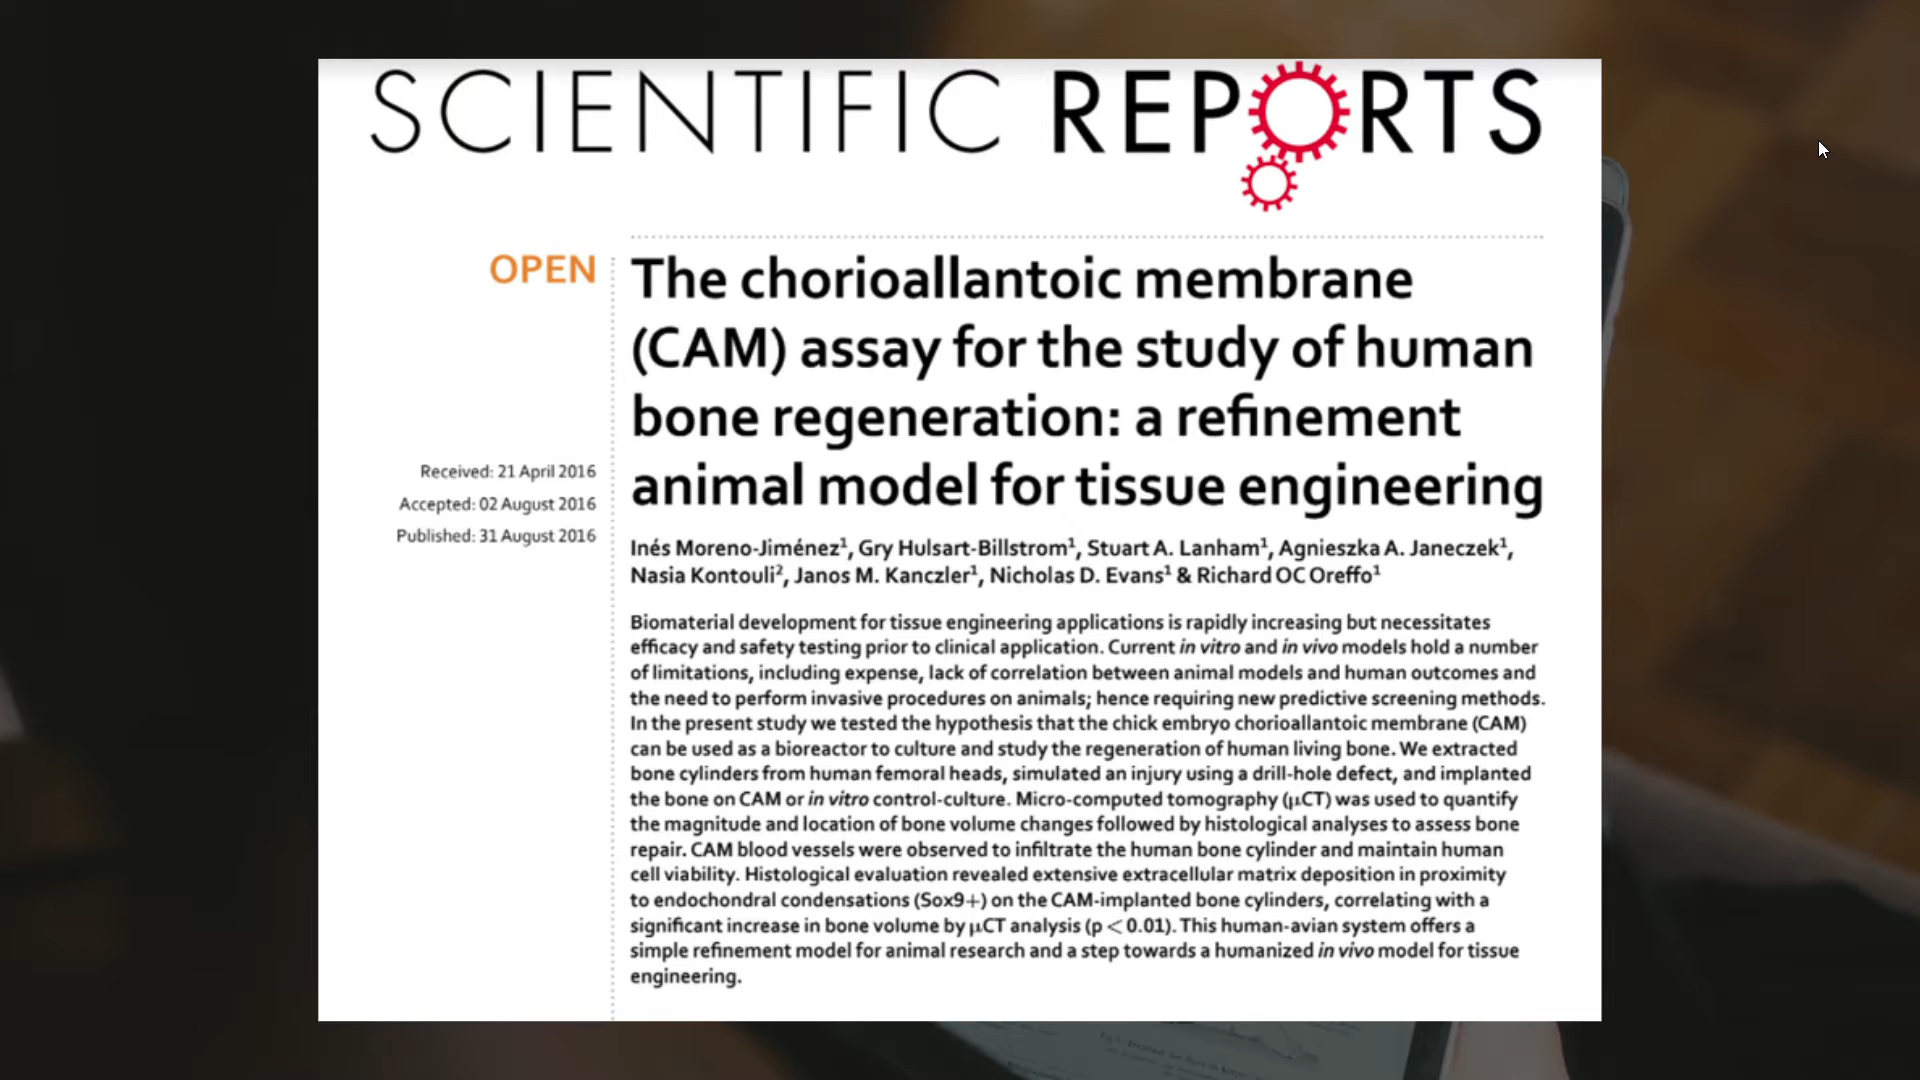 SCIENTIFIC REPORTS
OPEN
The chorioallantoic membrane
(CAM) assay for the study of human
bone regeneration: a refinement
animal model for tissue engineering
Received: 21 April 2016
Accepted: 02 August 2016
Published: 31 August 2016
Inés Moreno-Jiménez¹, Gry Hulsart-Billstrom¹, Stuart A. Lanham¹, Agnieszka A. Janeczek¹,
Nasia Kontouli², Janos M. Kanczler¹, Nicholas D. Evans¹ & Richard OC Oreffo¹
Biomaterial development for tissue engineering applications is rapidly increasing but necessitates
efficacy and safety testing prior to clinical application. Current in vitro and in vivo models hold a number
of limitations, including expense, lack of correlation between animal models and human outcomes and
the need to perform invasive procedures on animals; hence requiring new predictive screening methods.
In the present study we tested the hypothesis that the chick embryo chorioallantoic membrane (CAM)
can be used as a bioreactor to culture and study the regeneration of human living bone. We extracted
bone cylinders from human femoral heads, simulated an injury using a drill-hole defect, and implanted
the bone on CAM or in vitro control-culture. Micro-computed tomography (µCT) was used to quantify
the magnitude and location of bone volume changes followed by histological analyses to assess bone
repair. CAM blood vessels were observed to infiltrate the human bone cylinder and maintain human
cell viability. Histological evaluation revealed extensive extracellular matrix deposition in proximity
to endochondral condensations (Sox9+) on the CAM-implanted bone cylinders, correlating with a
significant increase in bone volume by µCT analysis (p < 0.01). This human-avian system offers a
simple refinement model for animal research and a step towards a humanized in vivo model for tissue
engineering.